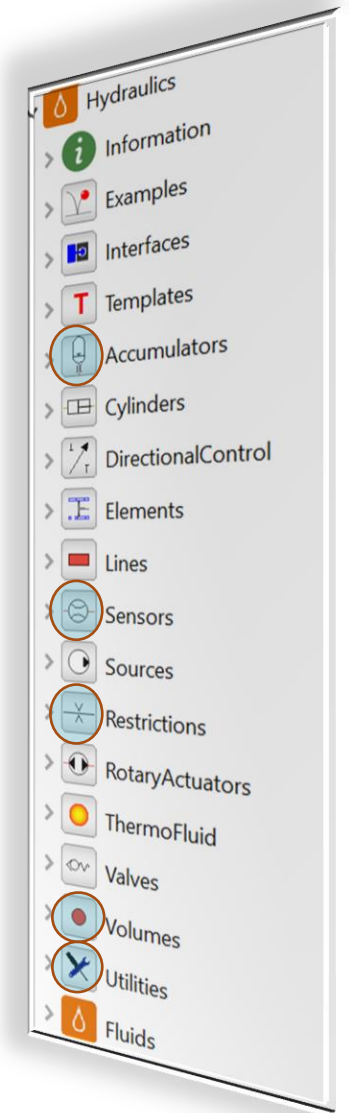 Hydraulics
Information
Examples
Interfaces
T Templates
Accumulators
Cylinders
L T DirectionalControl
Elements
Lines
Sensors
Sources
Restrictions
RotaryActuators
ThermoFluid
Valves
Volumes
Utilities
Fluids